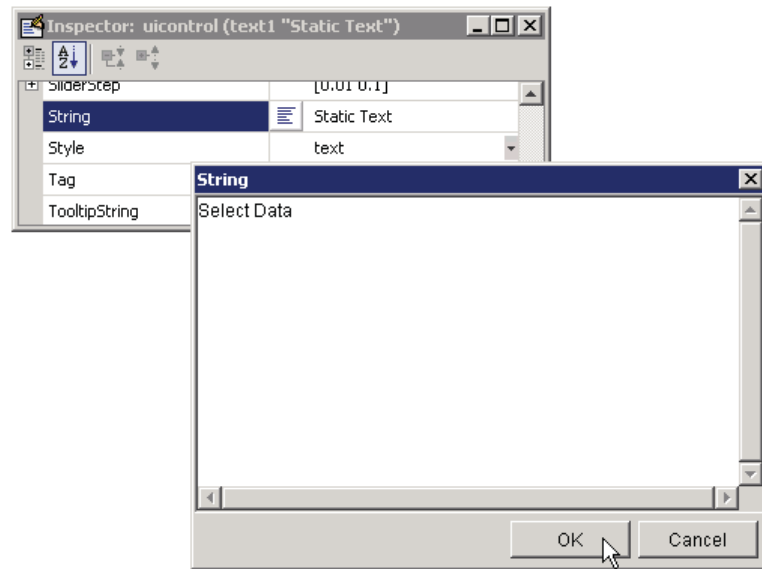 Inspector: uicontrol (text1 "Static Text")
A
Z
SliderStep [0.01 0.1]
String Static Text
Style text
Tag
TooltipString
String
Select Data
OK Cancel